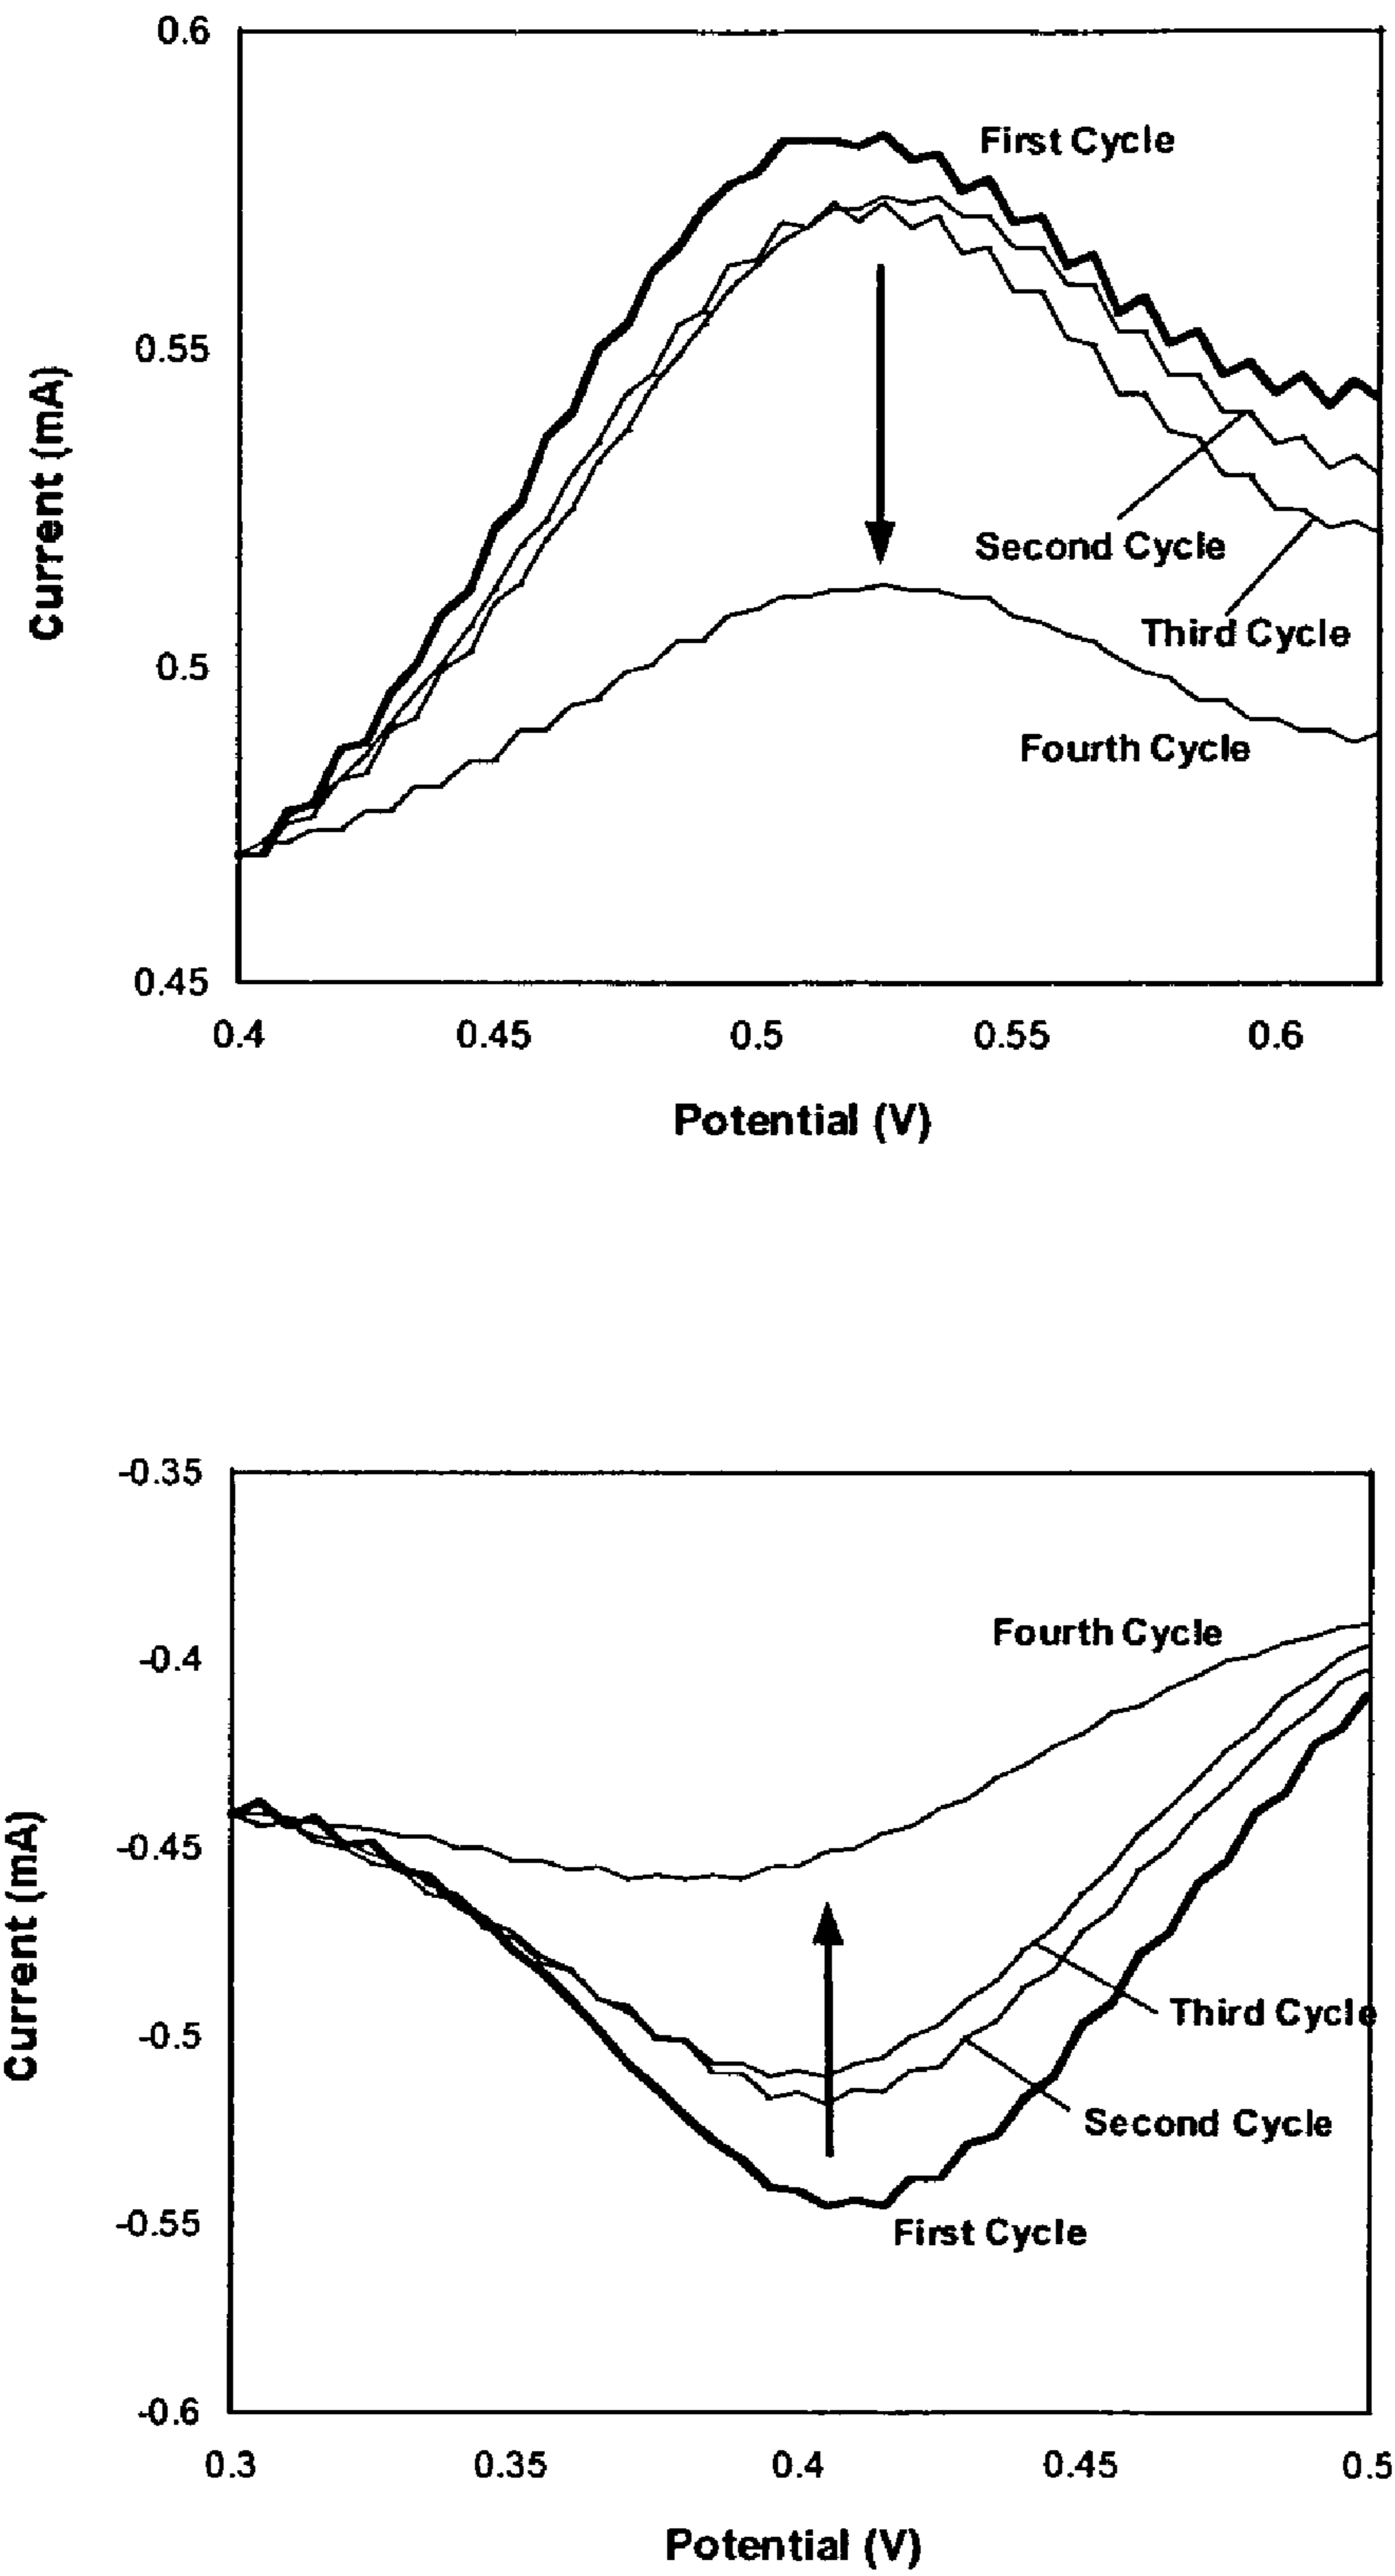 0.6
First Cycle
0.55
Current (mA)
Second Cycle
Third Cycle
0.5
Fourth Cycle
0.45
0.4 0.45 0.5 0.55 0.6
Potential (V)
-0.35
Fourth Cycle
-0.4
-0.45
Current (mA)
Third Cycle
-0.5
Second Cycle
-0.55
First Cycle
-0.6
0.3 0.35 0.4 0.45 0.5
Potential (V)